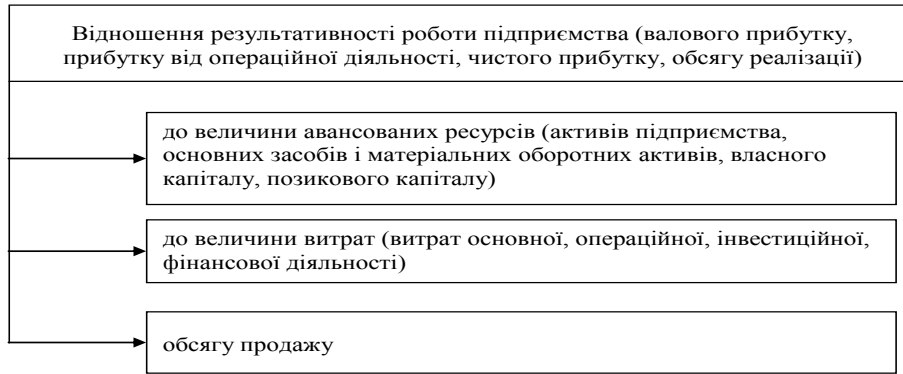 Відношення результативності роботи підприємства (валового прибутку,
прибутку від операційної діяльності, чистого прибутку, обсягу реалізації)
до величини авансованих ресурсів (активів підприємства,
основних засобів і матеріальних оборотних активів, власного
капіталу, позикового капіталу)
до величини витрат (витрат основної, операційної, інвестиційної,
фінансової діяльності)
обсягу продажу